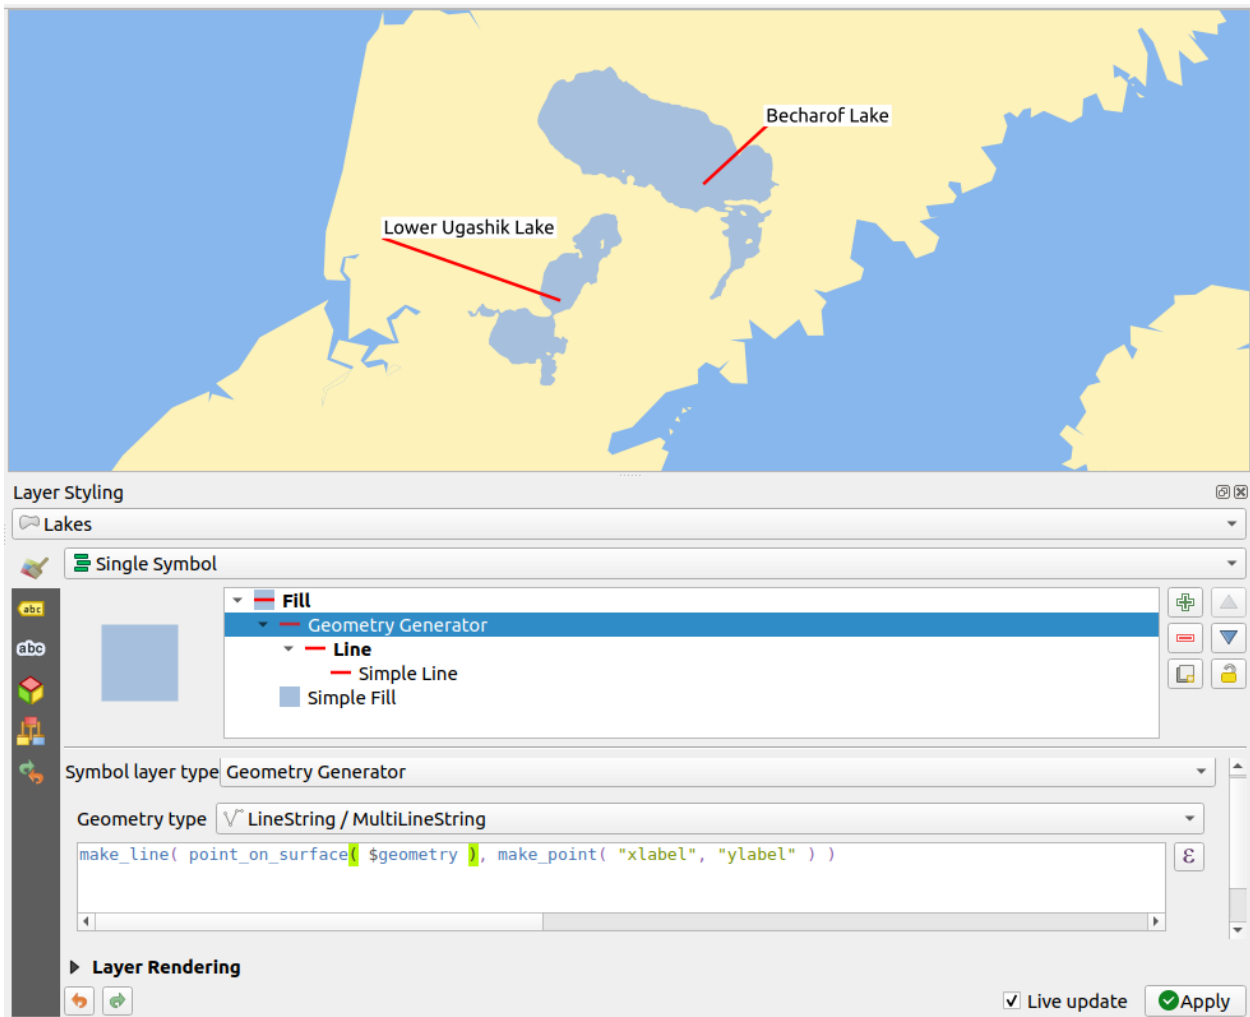 Becharof Lake
Lower Ugashik Lake
Layer Styling
Lakes
Single Symbol
abc
Fill
Geometry Generator
abc
Line
Simple Line
Simple Fill
Symbol layer type Geometry Generator
Geometry type LineString / MultiLineString
make_line( point_on_surface( $geometry ), make_point( "xlabel", "ylabel" ) )
ε
Layer Rendering
Live update
Apply